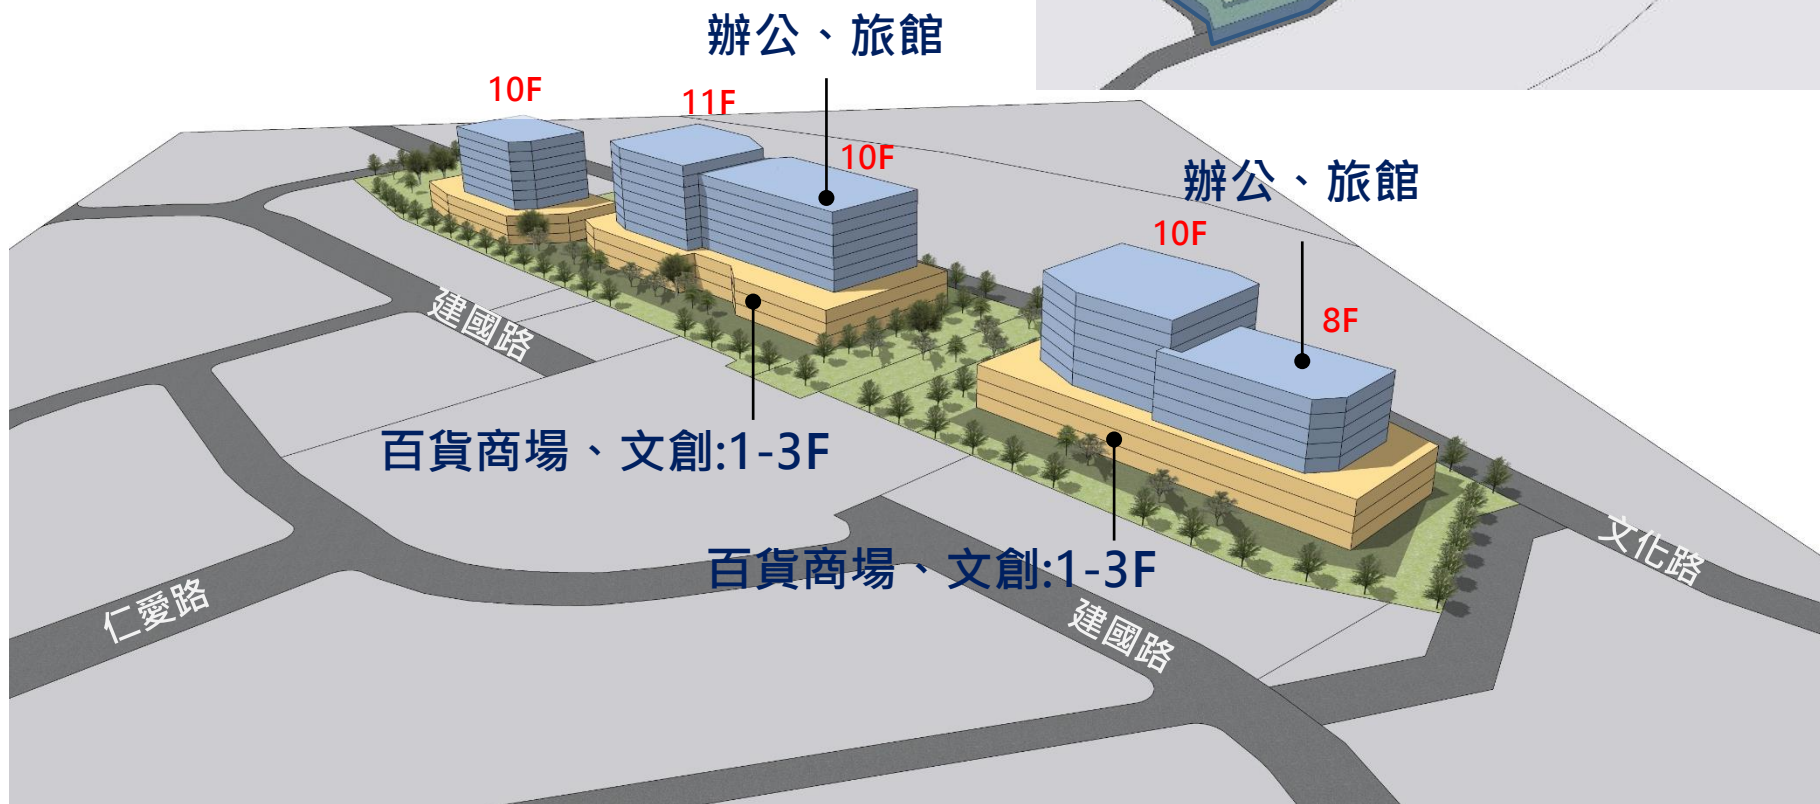 辦公、旅館
10F
11F
10F
辦公、旅館
10F
8F
建國路
百貨商場、文創:1-3F
百貨商場、文創:1-3F
文化路
仁愛路
建國路